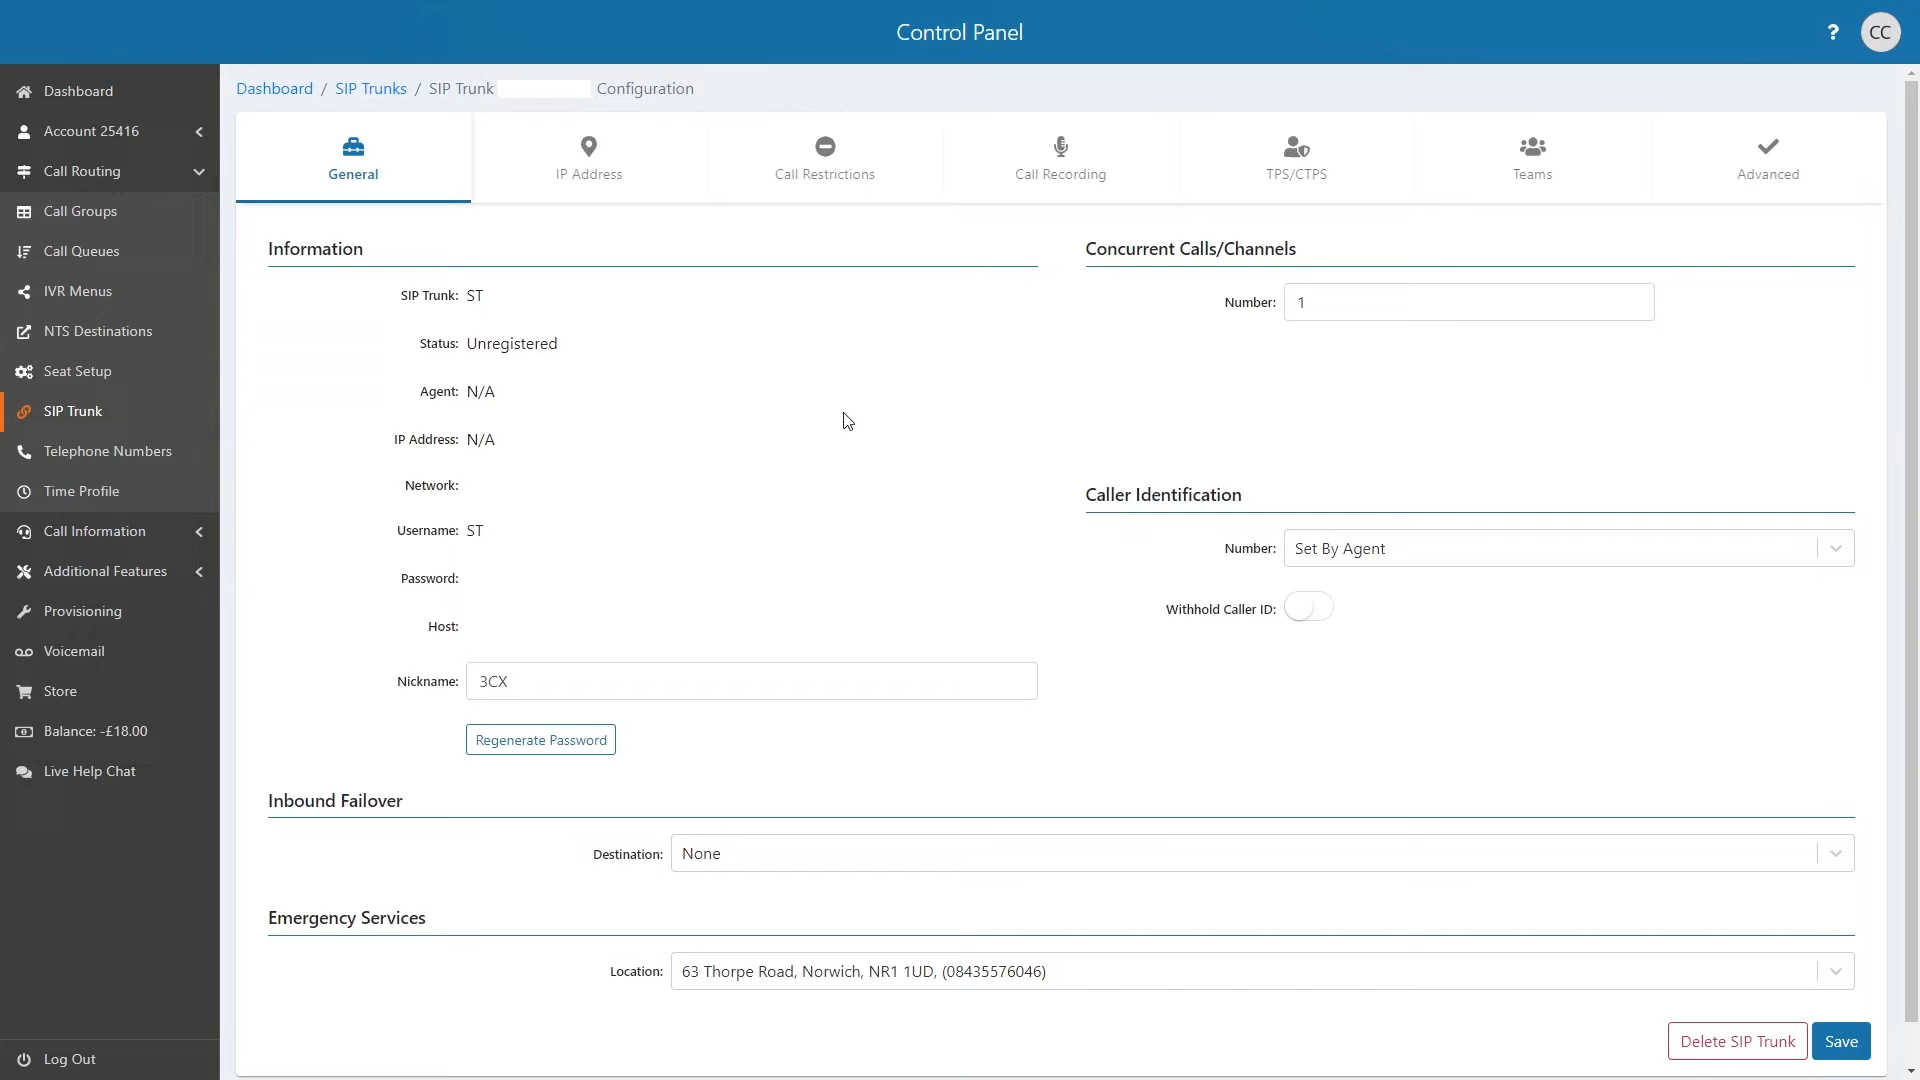 Control Panel
?
CC
Dashboard
Account 25416
Call Routing
Call Groups
Call Queues
IVR Menus
NTS Destinations
Seat Setup
SIP Trunk
Telephone Numbers
Time Profile
Call Information
Additional Features
Provisioning
Voicemail
Store
Balance: -£18.00
Live Help Chat
Log Out
Dashboard / SIP Trunks / SIP Trunk Configuration
General
IP Address
Call Restrictions
Call Recording
TPS/CTPS
Teams
Advanced
Information
SIP Trunk: ST
Status: Unregistered
Agent: N/A
IP Address: N/A
Network:
Username: ST
Password:
Host:
Nickname: 3CX
Regenerate Password
Concurrent Calls/Channels
Number: 1
Caller Identification
Number: Set By Agent
Withhold Caller ID:
Inbound Failover
Destination: None
Emergency Services
Location: 63 Thorpe Road, Norwich, NR1 1UD, (08435576046)
Delete SIP Trunk
Save